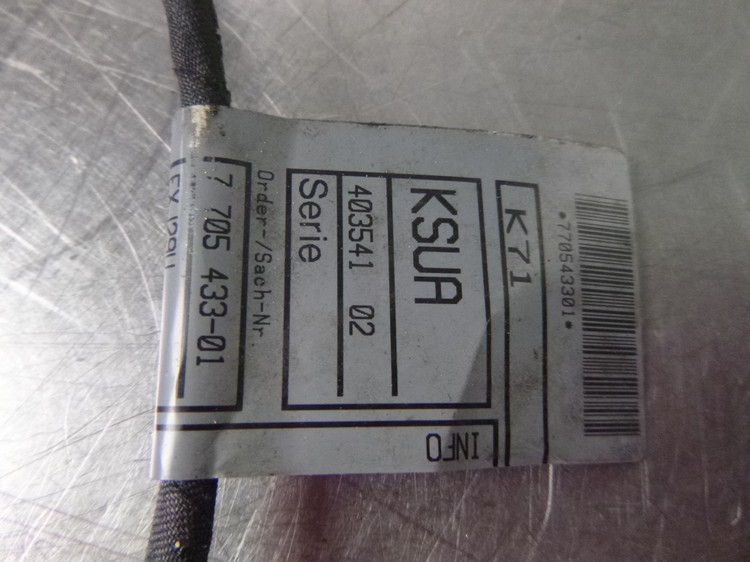 *770543301*
K71
KSUA
403541 02
Serie
Order-/Sach-Nr.
7 705 433-01
INFO